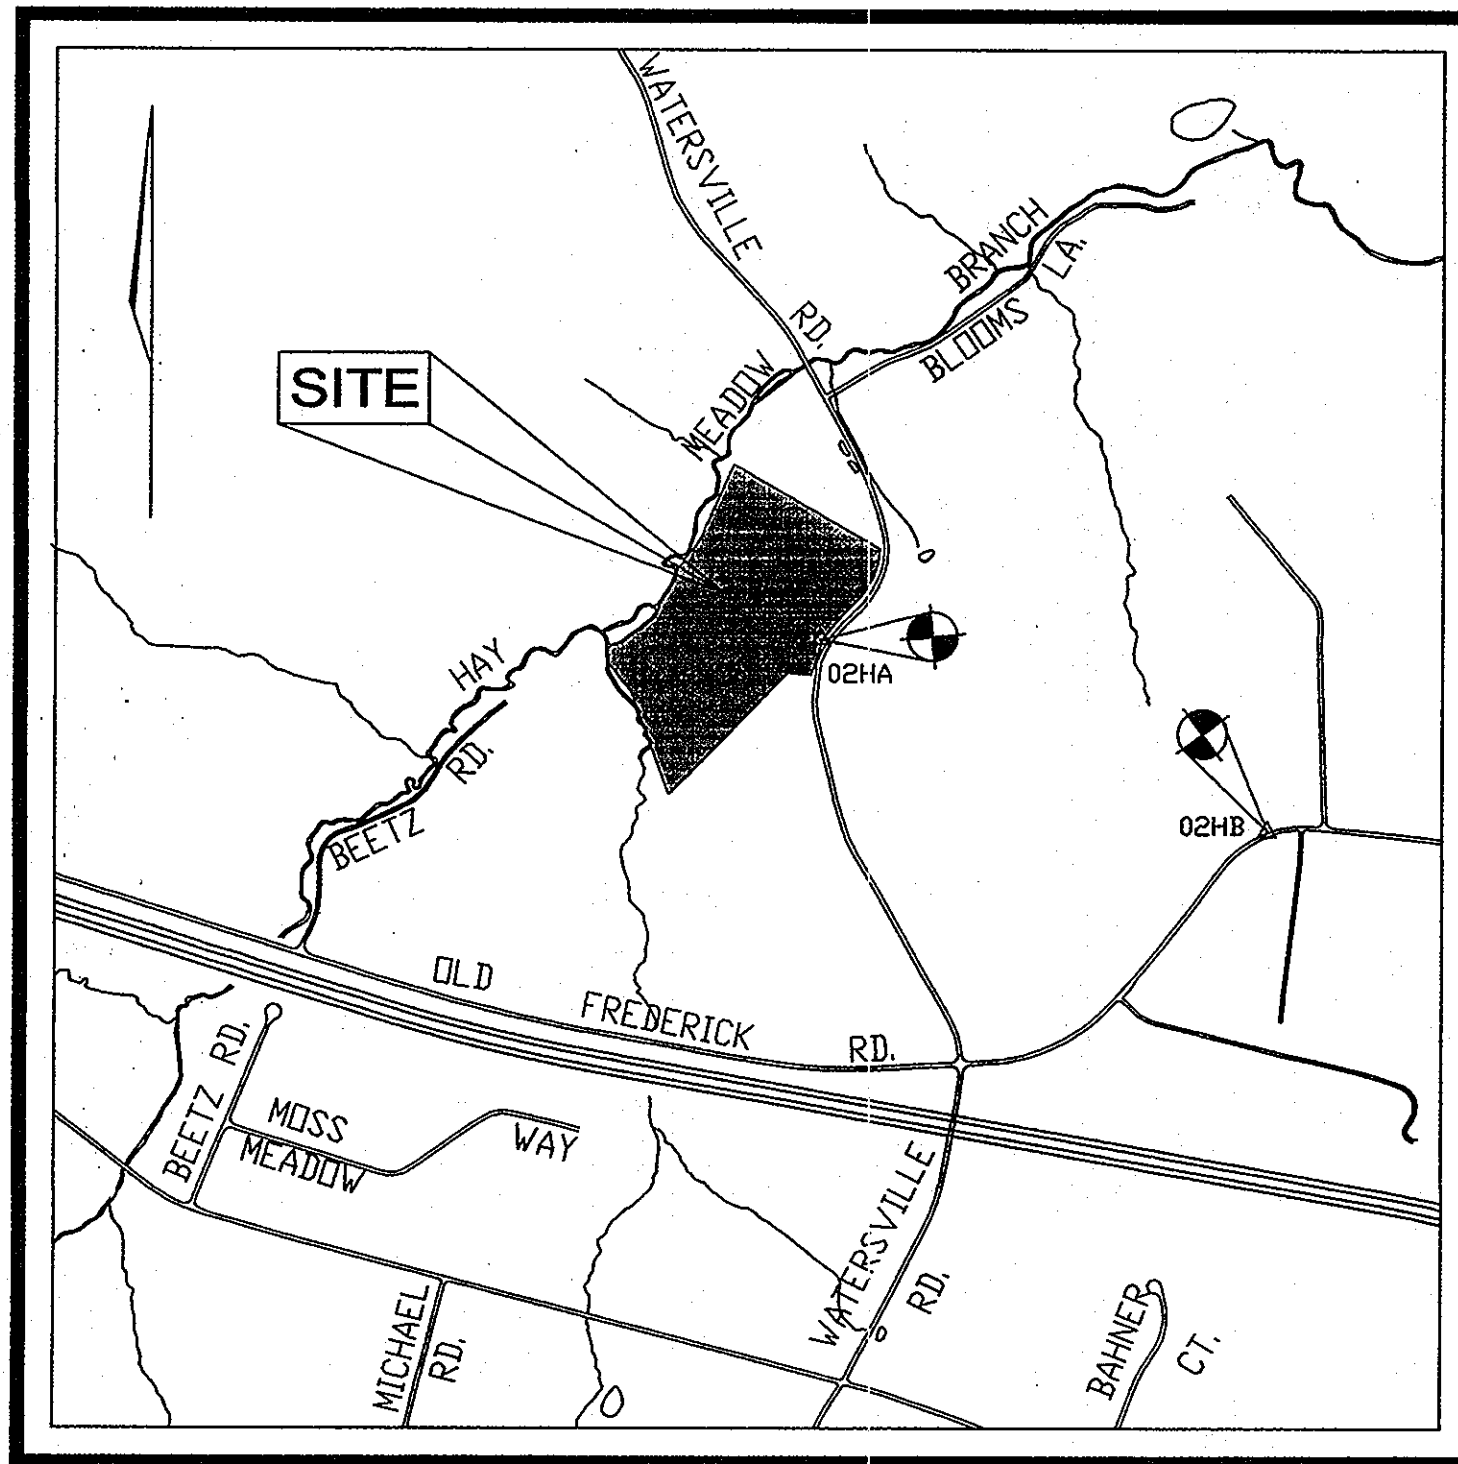 WATERSVILLE
RD.
BRANCH
BLOOMS
LA.
SITE
MEADOW
HAY
02HA
BEETZ
RD.
02HB
OLD
FREDERICK
RD.
BEETZ RD.
MOSS
MEADOW
WAY
WATERSVILLE
RD.
MICHAEL
RD.
BAHNER
CT.